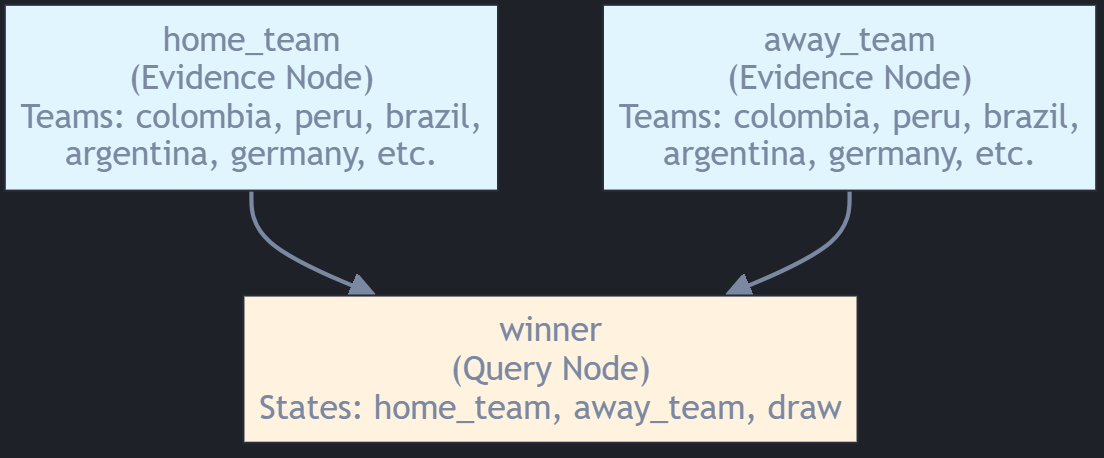 home_team
(Evidence Node)
Teams: colombia, peru, brazil,
argentina, germany, etc.
away_team
(Evidence Node)
Teams: colombia, peru, brazil,
argentina, germany, etc.
winner
(Query Node)
States: home_team, away_team, draw